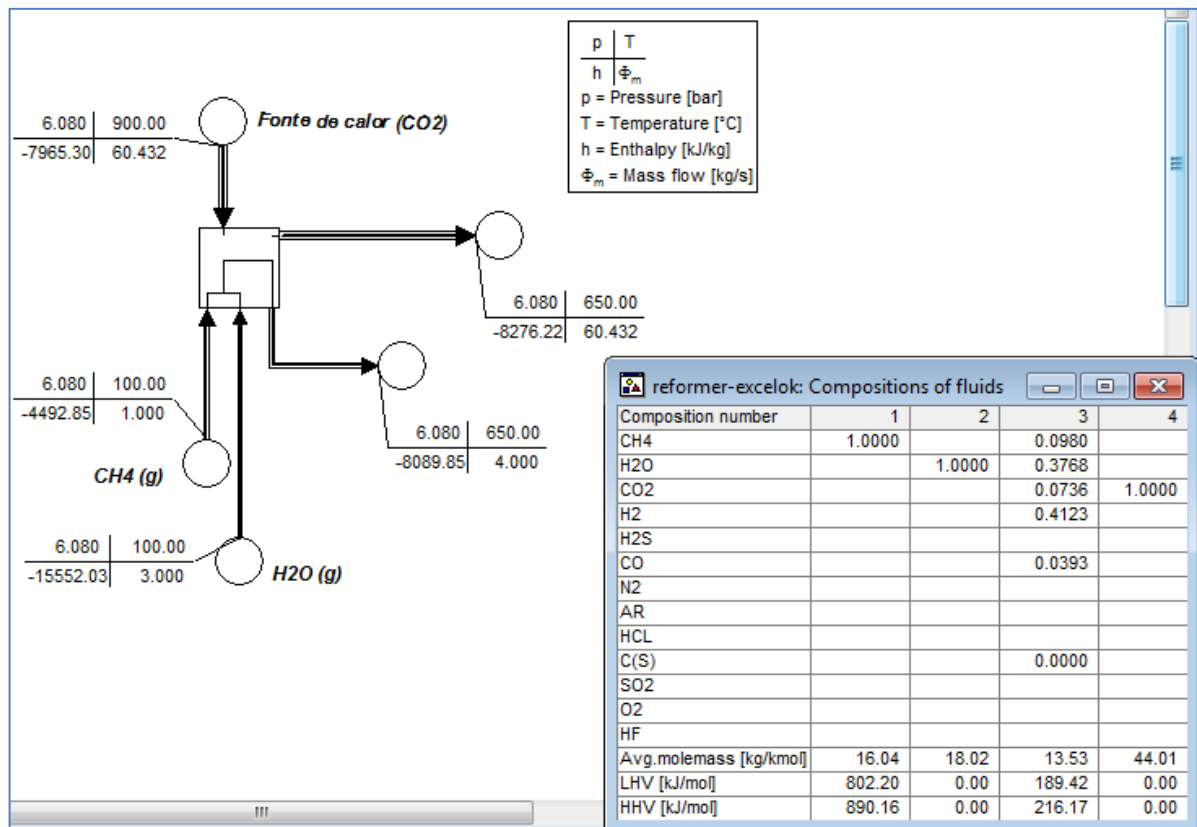 p T
h Φm
p = Pressure [bar]
T = Temperature [°C]
h = Enthalpy [kJ/kg]
Φm = Mass flow [kg/s]
6.080 900.00
-7965.30 60.432
Fonte de calor (CO2)
6.080 650.00
-8276.22 60.432
6.080 100.00
-4492.85 1.000
CH4 (g)
6.080 650.00
-8089.85 4.000
6.080 100.00
-15552.03 3.000
H2O (g)
reformer-excelok: Compositions of fluids
Composition number 1 2 3 4
CH4 1.0000 0.0980
H2O 1.0000 0.3768
CO2 0.0736 1.0000
H2 0.4123
H2S
CO 0.0393
N2
AR
HCL
C(S) 0.0000
SO2
O2
HF
Avg.molemass [kg/kmol] 16.04 18.02 13.53 44.01
LHV [kJ/mol] 802.20 0.00 189.42 0.00
HHV [kJ/mol] 890.16 0.00 216.17 0.00